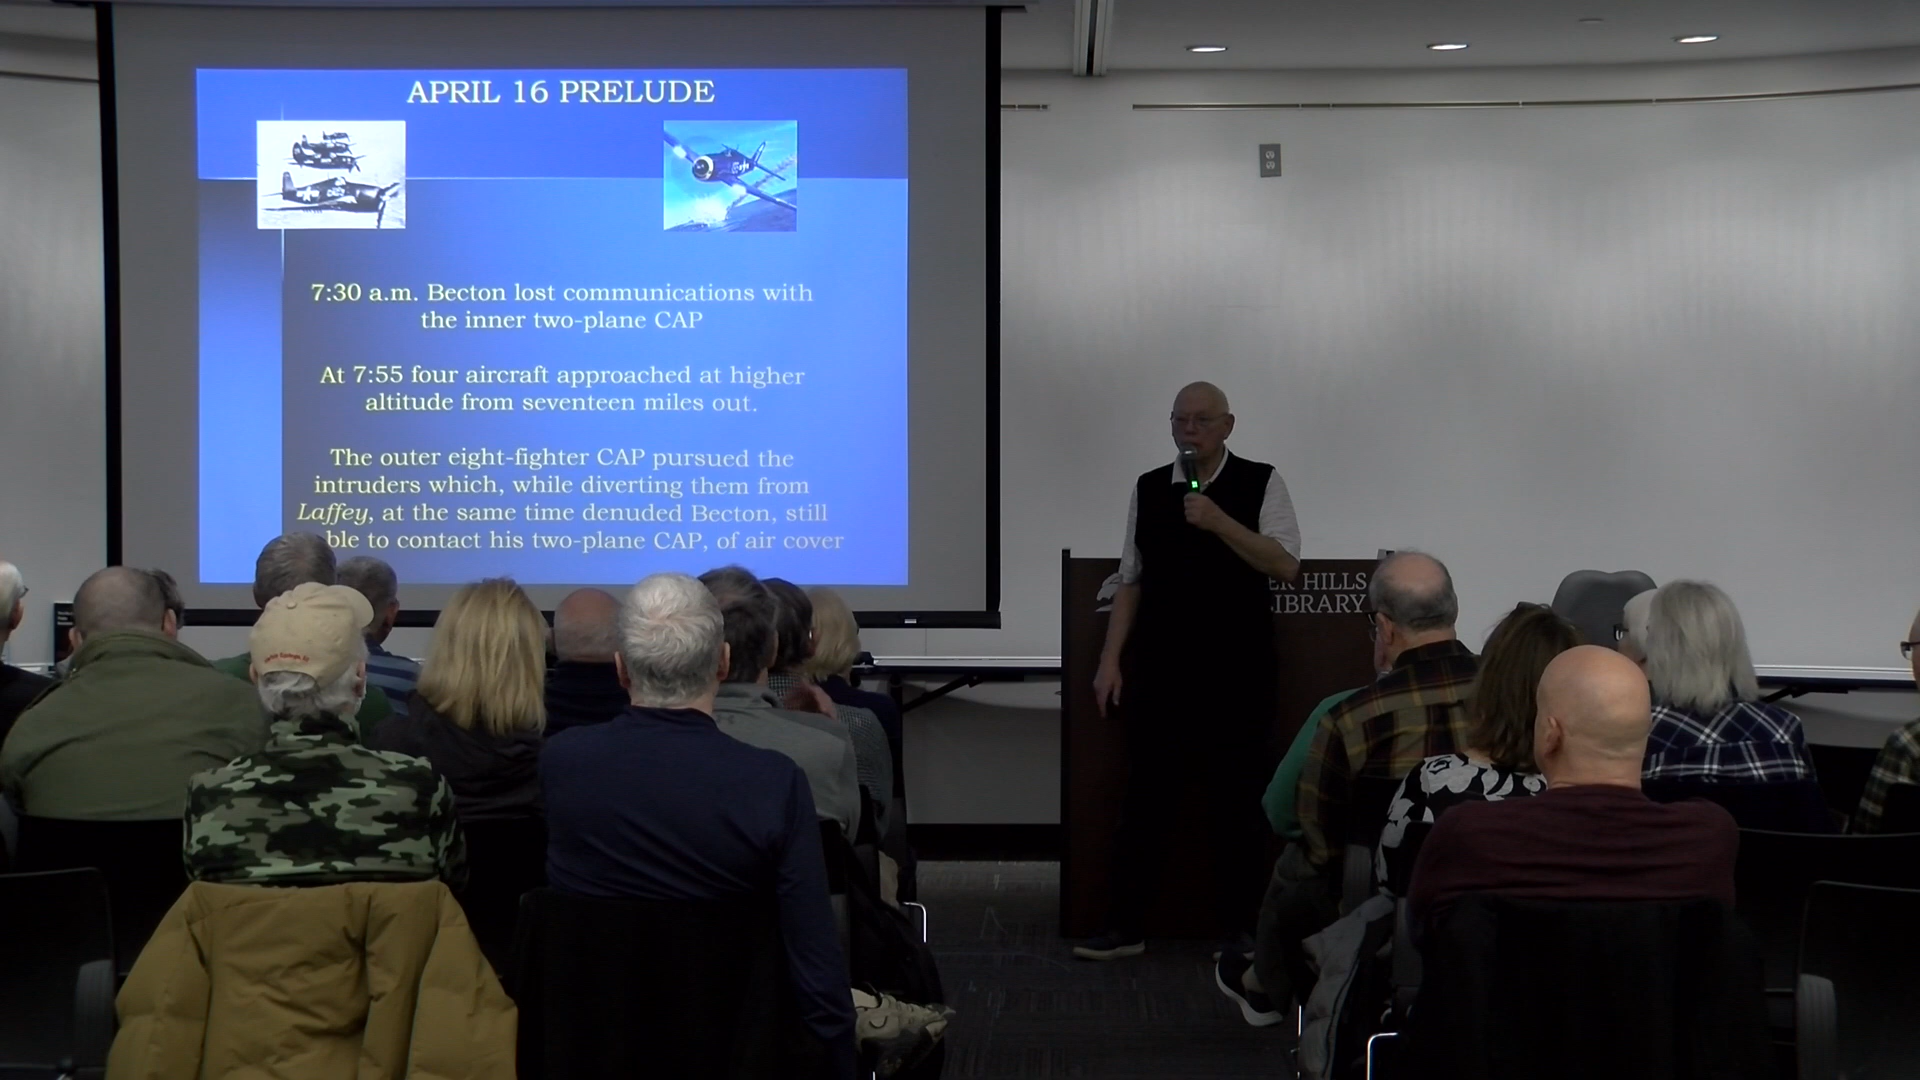 APRIL 16 PRELUDE
7:30 a.m. Becton lost communications with
the inner two-plane CAP
At 7:55 four aircraft approached at higher
altitude from seventeen miles out.
The outer eight-fighter CAP pursued the
intruders which, while diverting them from
Laffey, at the same time denuded Becton, still
ble to contact his two-plane CAP, of air cover
ER HILLS
LIBRARY